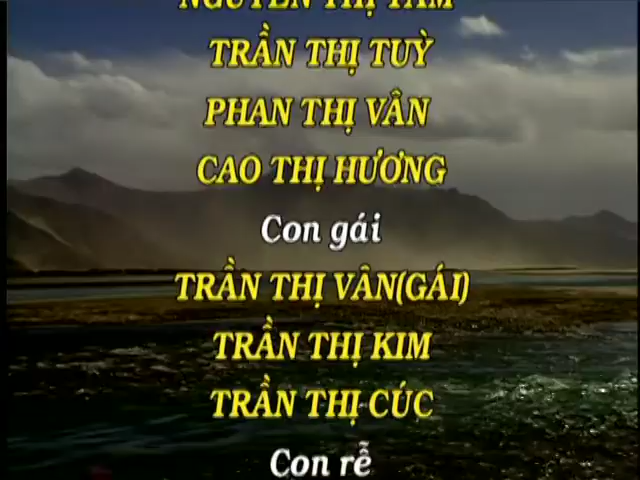 NGUYỄN THỊ TÁM
TRẦN THỊ TUỲ
PHAN THỊ VÂN
CAO THỊ HƯƠNG
Con gái
TRẦN THỊ VÂN(GÁI)
TRẦN THỊ KIM
TRẦN THỊ CÚC
Con rễ